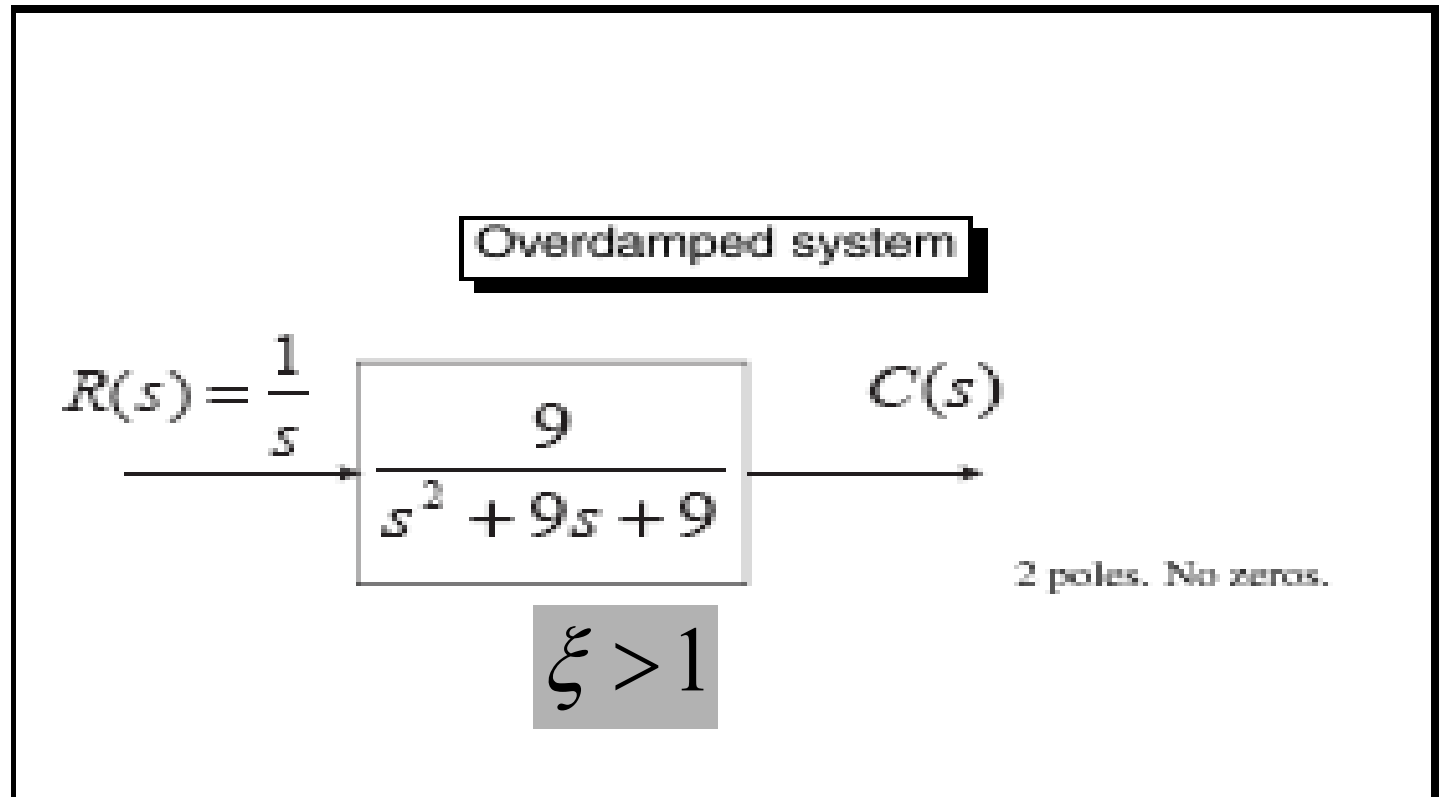 Overdamped system
R(s) = 1/s
9/(s² + 9s + 9)
C(s)
2 poles. No zeros.
ξ > 1